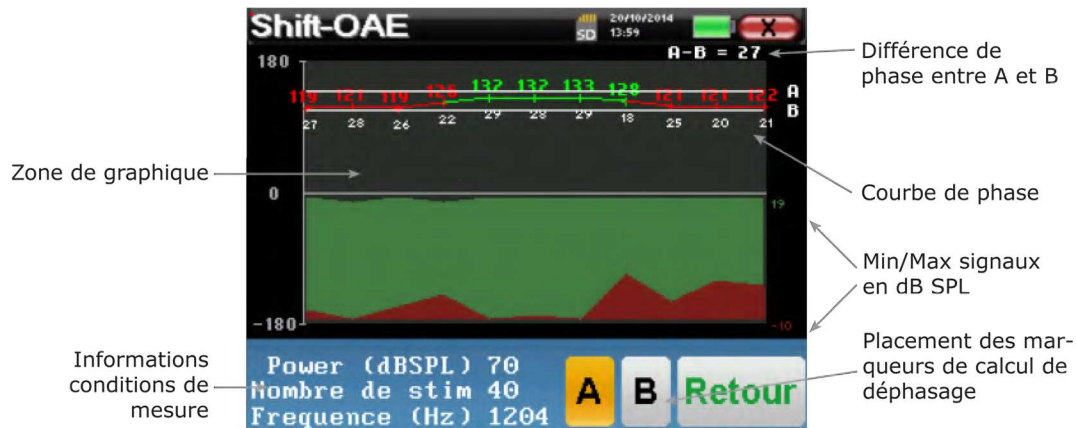 Shift-OAE
SD
20/10/2014
13:59
X
A-B = 27
Différence de
phase entre A et B
180
119 121 119 126 132 132 133 128 121 121 122
A
B
27 28 26 22 29 28 29 18 25 20 21
Zone de graphique
Courbe de phase
0
19
Min/Max signaux
en dB SPL
-180
-10
Placement des mar-
queurs de calcul de
déphasage
Informations
conditions de
mesure
Power (dBSPL) 70
Nombre de stim 40
Frequence (Hz) 1204
A
B
Retour